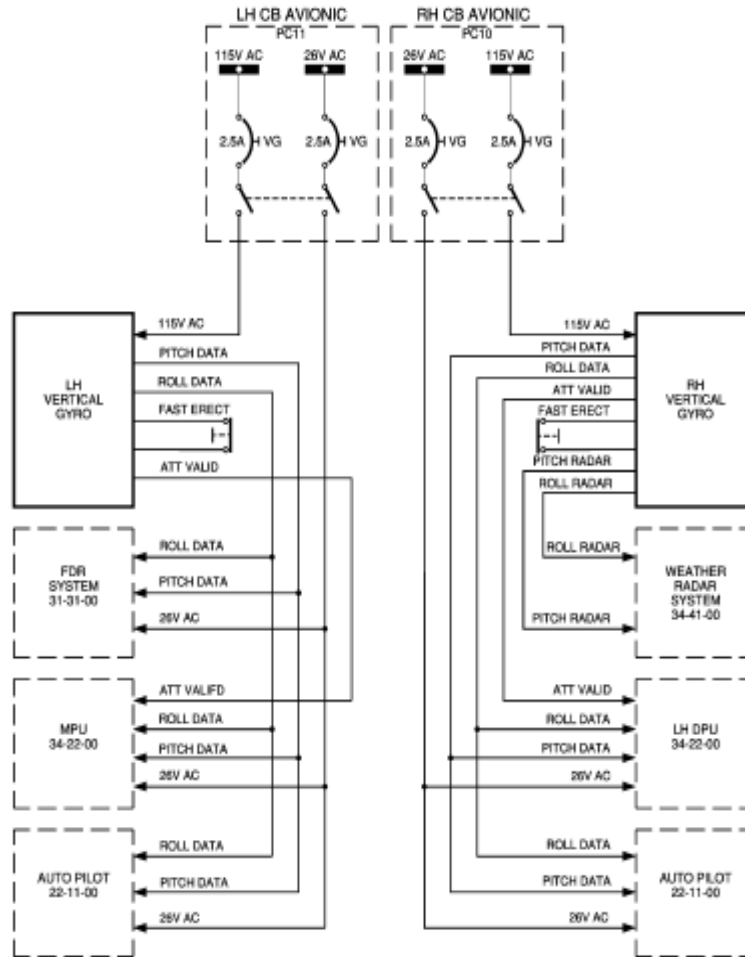 LH CB AVIONIC
RH CB AVIONIC
PC11
PC10
115V AC
26V AC
26V AC
115V AC
2.5A
VG
2.5A
VG
2.5A
VG
2.5A
VG
LH
VERTICAL
GYRO
115V AC
PITCH DATA
ROLL DATA
FAST ERECT
ATT VALID
115V AC
PITCH DATA
ROLL DATA
ATT VALID
FAST ERECT
PITCH RADAR
ROLL RADAR
RH
VERTICAL
GYRO
FDR
SYSTEM
31-31-00
ROLL DATA
PITCH DATA
26V AC
ROLL RADAR
PITCH RADAR
WEATHER
RADAR
SYSTEM
34-41-00
MPU
34-22-00
ATT VALIFD
ROLL DATA
PITCH DATA
26V AC
ATT VALID
ROLL DATA
PITCH DATA
26V AC
LH DPU
34-22-00
AUTO PILOT
22-11-00
ROLL DATA
PITCH DATA
26V AC
ROLL DATA
PITCH DATA
26V AC
AUTO PILOT
22-11-00